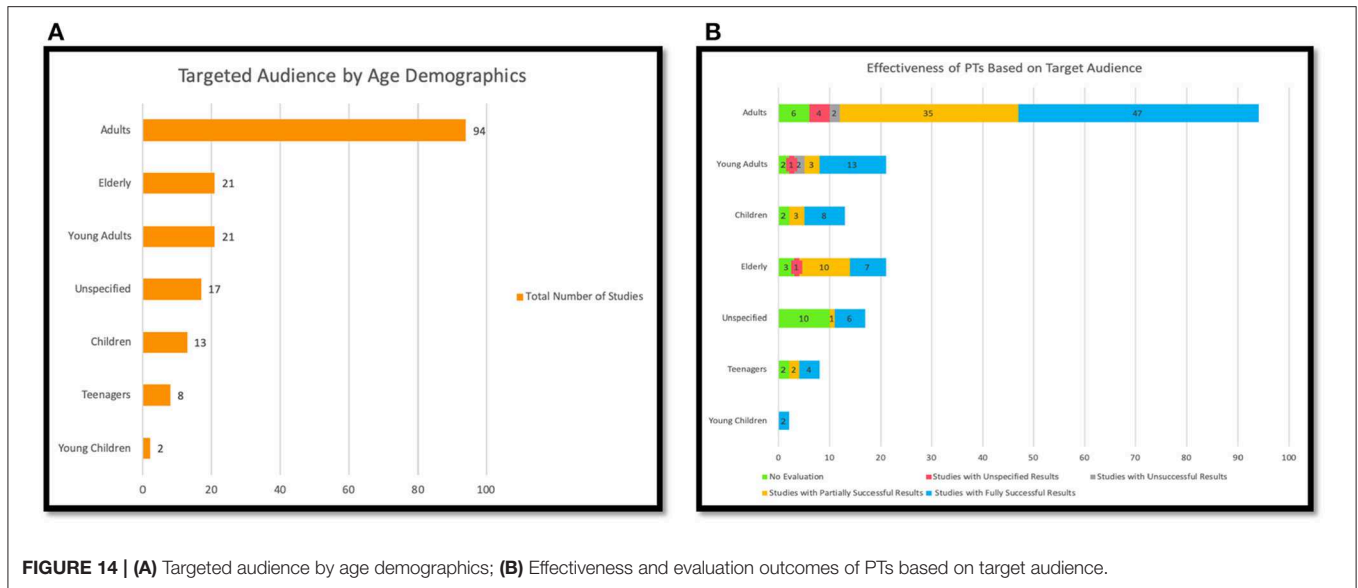 A
Targeted Audience by Age Demographics
Adults 94
Elderly 21
Young Adults 21
Unspecified 17
Children 13
Teenagers 8
Young Children 2
0 20 40 60 80 100
Total Number of Studies
B
Effectiveness of PTs Based on Target Audience
Adults 6 4 2 35 47
Young Adults 2 1 2 3 13
Children 2 3 8
Elderly 3 1 10 7
Unspecified 10 1 6
Teenagers 2 2 4
Young Children 2
0 10 20 30 40 50 60 70 80 90 100
No Evaluation Studies with Unspecified Results Studies with Unsuccessful Results
Studies with Partially Successful Results Studies with Fully Successful Results
FIGURE 14 | (A) Targeted audience by age demographics; (B) Effectiveness and evaluation outcomes of PTs based on target audience.